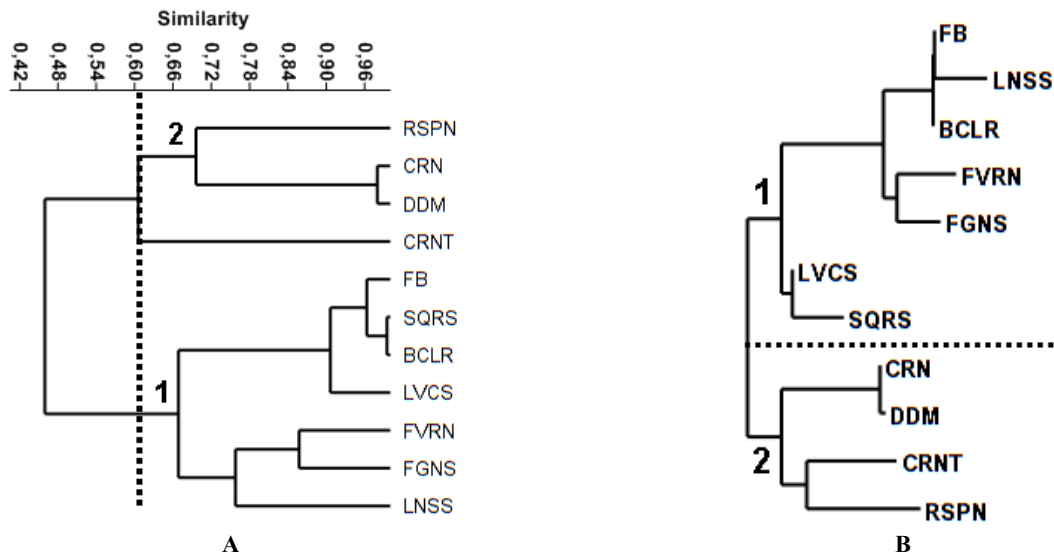 Similarity
0,42 0,48 0,54 0,60 0,66 0,72 0,78 0,84 0,90 0,96
2
RSPN
CRN
DDM
CRNT
FB
SQRS
BCLR
1
LVCS
FVRN
FGNS
LNSS
A
FB
LNSS
BCLR
1
FVRN
FGNS
LVCS
SQRS
CRN
DDM
2
CRNT
RSPN
B